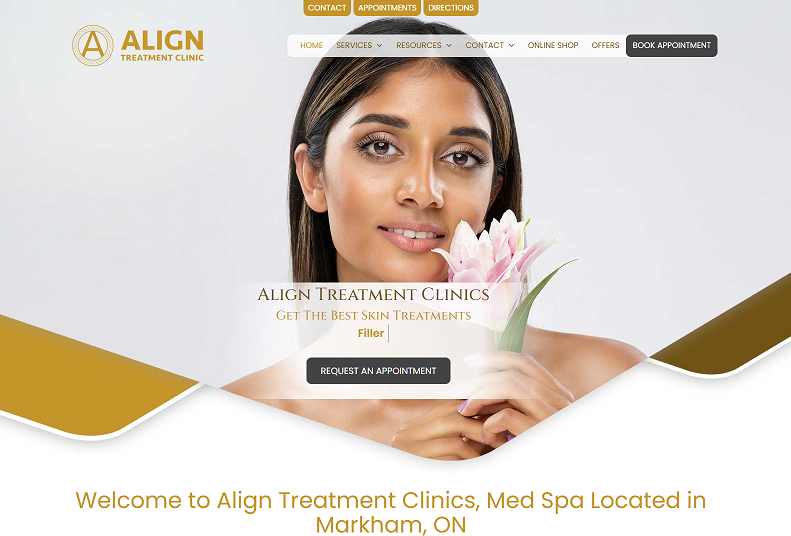 CONTACT APPOINTMENTS DIRECTIONS
A ALIGN
TREATMENT CLINIC
HOME SERVICES RESOURCES CONTACT ONLINE SHOP OFFERS BOOK APPOINTMENT
Align Treatment Clinics
Get The Best Skin Treatments
Filler
REQUEST AN APPOINTMENT
Welcome to Align Treatment Clinics, Med Spa Located in
Markham, ON